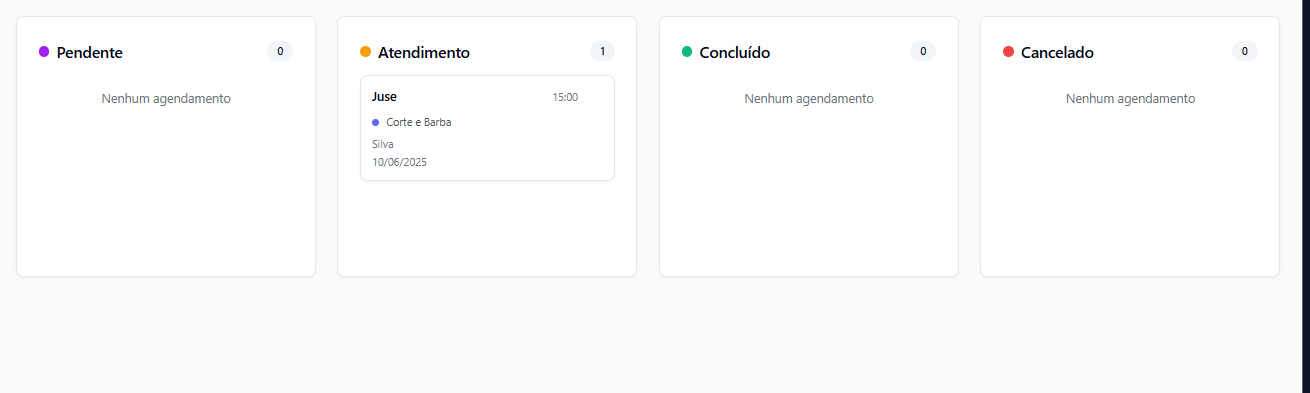 Pendente 0
Nenhum agendamento
Atendimento 1
Juse 15:00
Corte e Barba
Silva
10/06/2025
Concluído 0
Nenhum agendamento
Cancelado 0
Nenhum agendamento